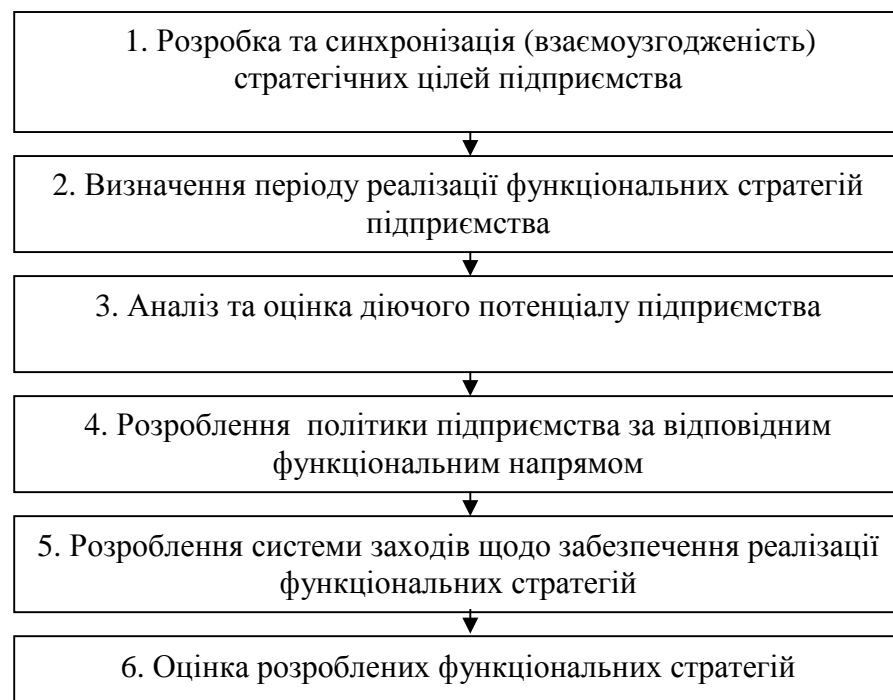 1. Розробка та синхронізація (взаємоузгодженість)
стратегічних цілей підприємства
2. Визначення періоду реалізації функціональних стратегій
підприємства
3. Аналіз та оцінка діючого потенціалу підприємства
4. Розроблення політики підприємства за відповідним
функціональним напрямом
5. Розроблення системи заходів щодо забезпечення реалізації
функціональних стратегій
6. Оцінка розроблених функціональних стратегій